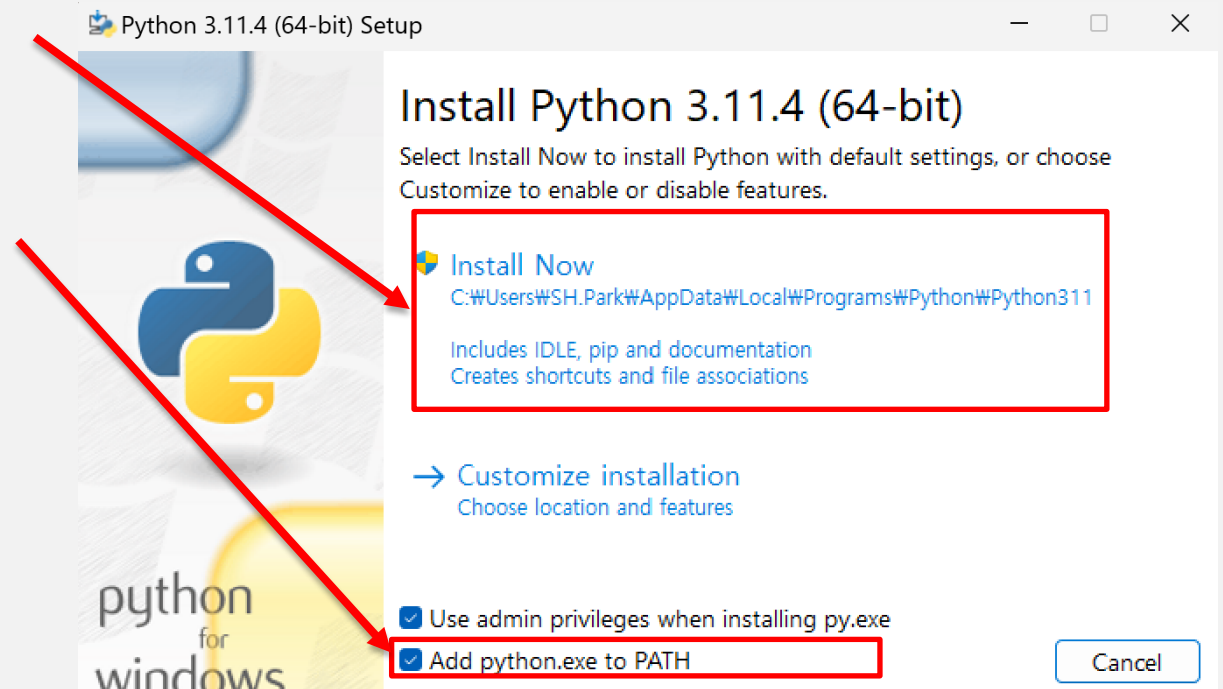 Python 3.11.4 (64-bit) Setup
Install Python 3.11.4 (64-bit)
Select Install Now to install Python with default settings, or choose
Customize to enable or disable features.
Install Now
C:₩Users₩SH.Park₩AppData₩Local₩Programs₩Python₩Python311
Includes IDLE, pip and documentation
Creates shortcuts and file associations
Customize installation
Choose location and features
python
for
windows
Use admin privileges when installing py.exe
Add python.exe to PATH
Cancel